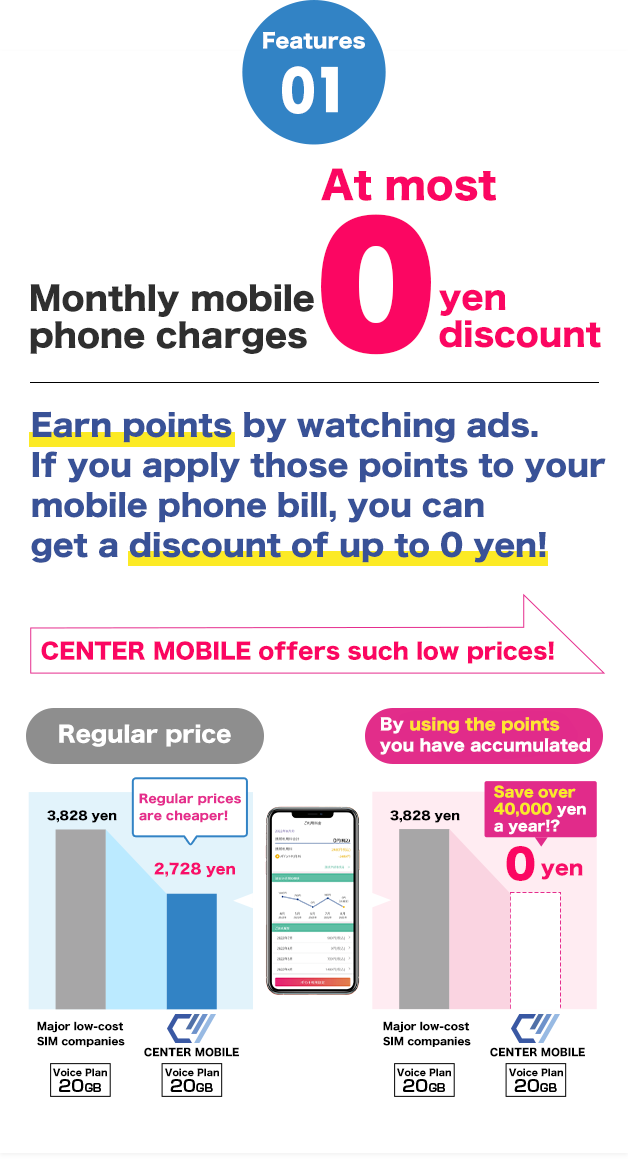 Features
01
At most
Monthly mobile
phone charges
0
yen
discount
Earn points by watching ads.
If you apply those points to your
mobile phone bill, you can
get a discount of up to 0 yen!
CENTER MOBILE offers such low prices!
Regular price
3,828 yen
Regular prices
are cheaper!
2,728 yen
Major low-cost
SIM companies
Voice Plan
20GB
CENTER MOBILE
Voice Plan
20GB
By using the points
you have accumulated
3,828 yen
Save over
40,000 yen
a year!?
0 yen
Major low-cost
SIM companies
Voice Plan
20GB
CENTER MOBILE
Voice Plan
20GB